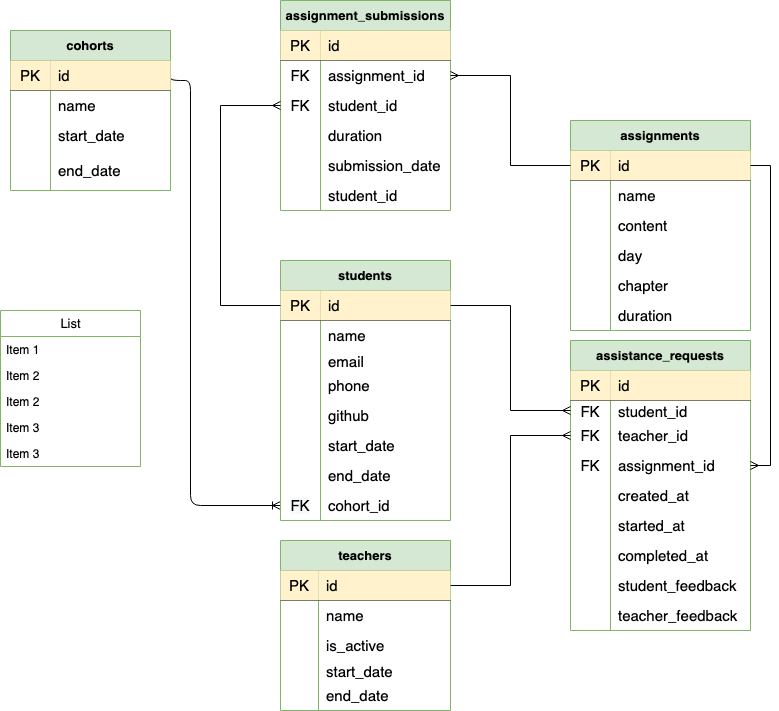 cohorts
PK id
name
start_date
end_date
assignment_submissions
PK id
FK assignment_id
FK student_id
duration
submission_date
student_id
assignments
PK id
name
content
day
chapter
duration
List
Item 1
Item 2
Item 2
Item 3
Item 3
students
PK id
name
email
phone
github
start_date
end_date
FK cohort_id
assistance_requests
PK id
FK student_id
FK teacher_id
FK assignment_id
created_at
started_at
completed_at
student_feedback
teacher_feedback
teachers
PK id
name
is_active
start_date
end_date